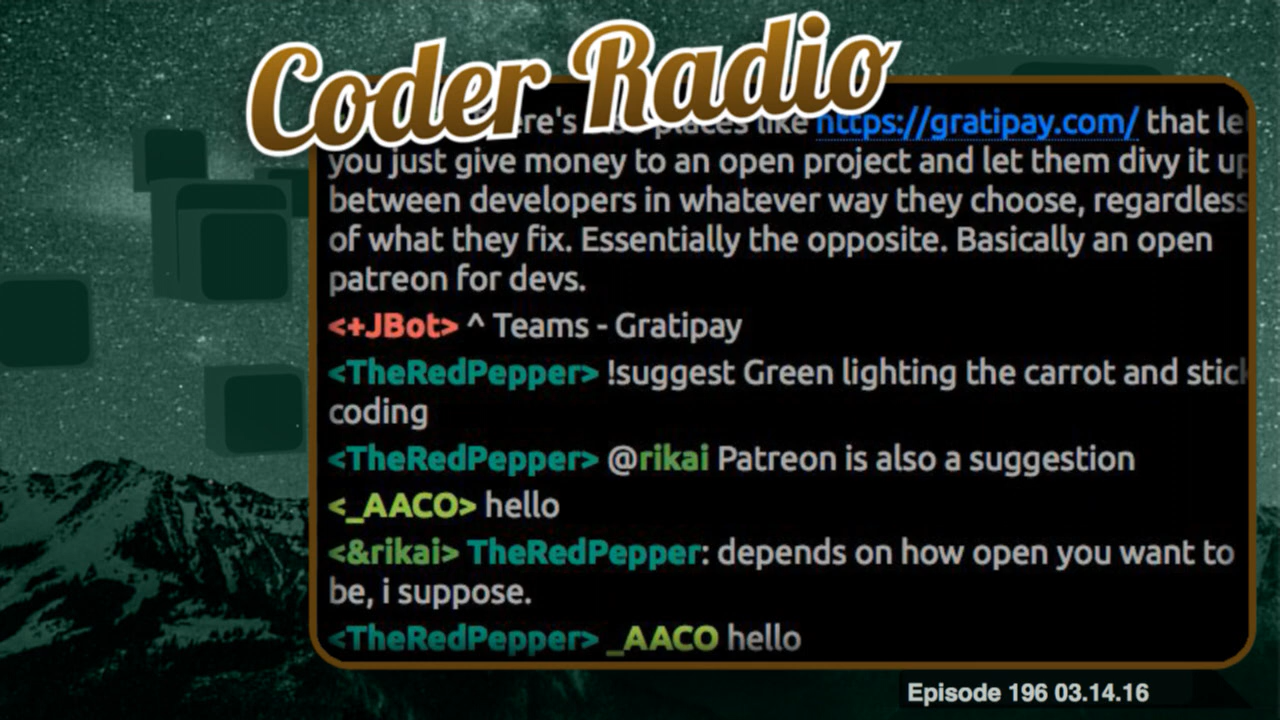 Coder Radio
ere's places like https://gratipay.com/ that le
you just give money to an open project and let them divy it up
between developers in whatever way they choose, regardless
of what they fix. Essentially the opposite. Basically an open
patreon for devs.
<+JBot> ^ Teams - Gratipay
<TheRedPepper> !suggest Green lighting the carrot and stick
coding
<TheRedPepper> @rikai Patreon is also a suggestion
<_AACO> hello
<&rikai> TheRedPepper: depends on how open you want to
be, i suppose.
<TheRedPepper> _AACO hello
Episode 196 03.14.16